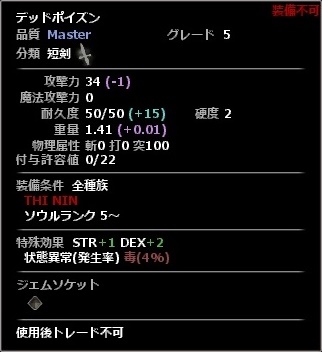 装備不可
デッドポイズン
品質 Master グレード 5
分類 短剣
攻撃力 34 (-1)
魔法攻撃力 0
耐久度 50/50 (+15) 硬度 2
重量 1.41 (+0.01)
物理属性 斬0 打0 突100
付与許容値 0/22
装備条件 全種族
THI NIN
ソウルランク 5～
特殊効果 STR+1 DEX+2
状態異常(発生率) 毒(4%)
ジェムソケット
使用後トレード不可